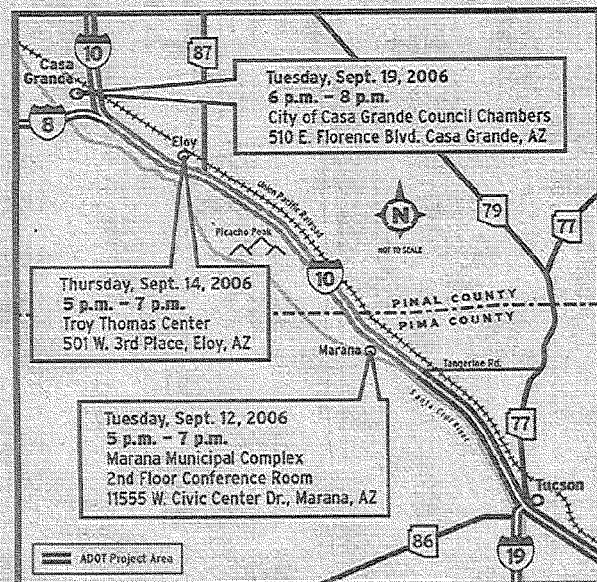 10
87
Casa
Grande
Tuesday, Sept. 19, 2006
6 p.m. – 8 p.m.
City of Casa Grande Council Chambers
510 E. Florence Blvd. Casa Grande, AZ
8
Eloy
Union Pacific Railroad
N
NOT TO SCALE
79
77
Picacho Peak
10
Thursday, Sept. 14, 2006
5 p.m. – 7 p.m.
Troy Thomas Center
501 W. 3rd Place, Eloy, AZ
PINAL COUNTY
PIMA COUNTY
Marana
Tangerine Rd.
Santa Cruz River
Tuesday, Sept. 12, 2006
5 p.m. – 7 p.m.
Marana Municipal Complex
2nd Floor Conference Room
11555 W. Civic Center Dr., Marana, AZ
77
Tucson
86
19
ADOT Project Area